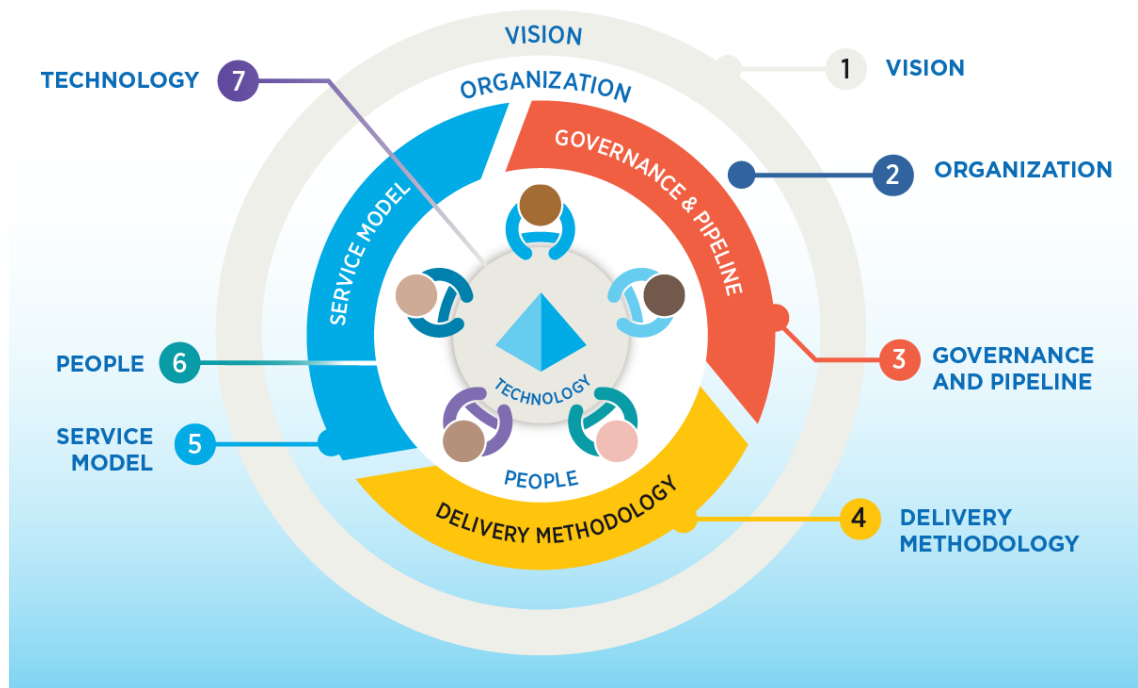 VISION
ORGANIZATION
GOVERNANCE & PIPELINE
SERVICE MODEL
TECHNOLOGY
PEOPLE
DELIVERY METHODOLOGY
1 VISION
2 ORGANIZATION
3 GOVERNANCE
AND PIPELINE
4 DELIVERY
METHODOLOGY
SERVICE 5
MODEL
PEOPLE 6
TECHNOLOGY 7